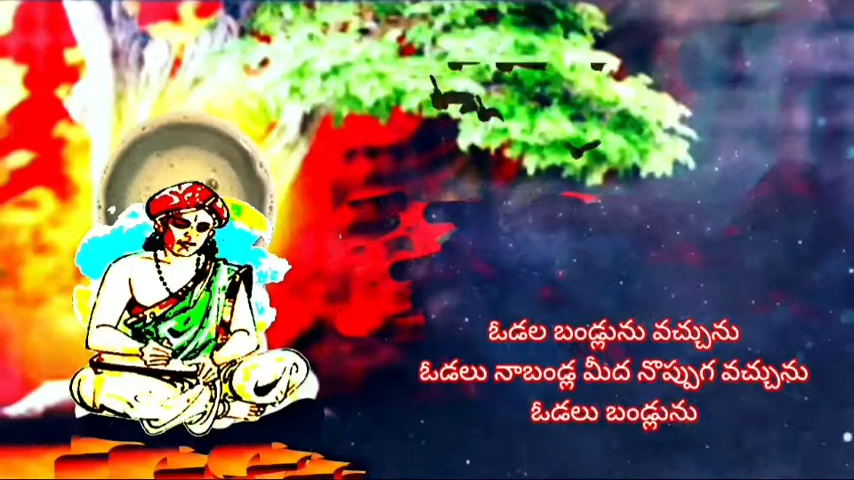 ఓడల బండ్లును వచ్చును
ఓడలు నాబండ్ల మీద నొప్పుగ వచ్చును
ఓడలు బండ్లును